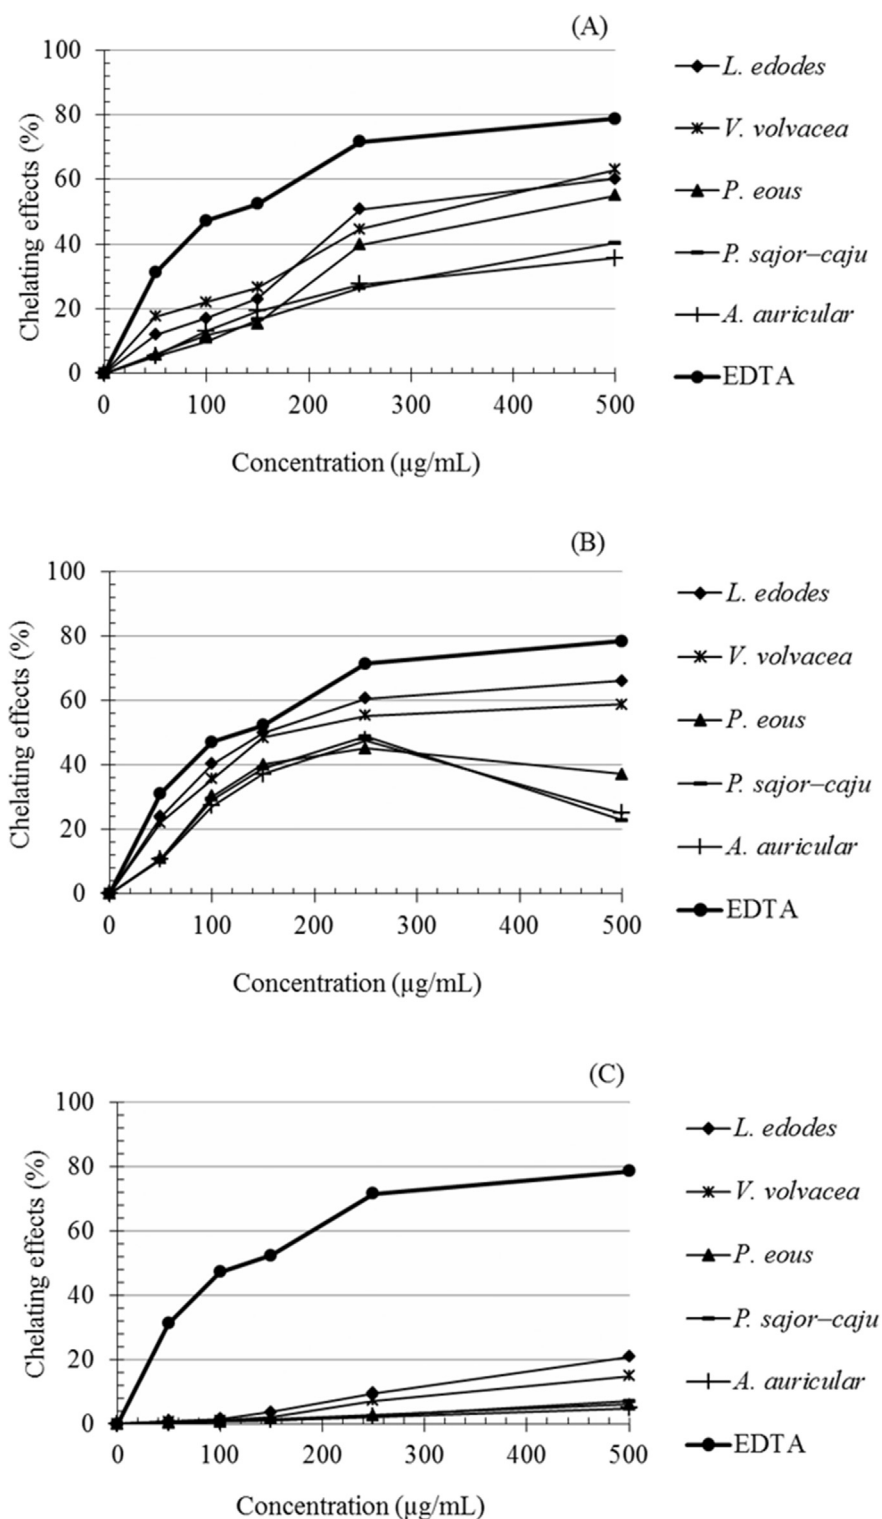 (A)
100
80
60
40
20
0
Chelating effects (%)
0 100 200 300 400 500
Concentration (µg/mL)
L. edodes
V. volvacea
P. eous
P. sajor–caju
A. auricular
EDTA
(B)
100
80
60
40
20
0
Chelating effects (%)
0 100 200 300 400 500
Concentration (µg/mL)
L. edodes
V. volvacea
P. eous
P. sajor–caju
A. auricular
EDTA
(C)
100
80
60
40
20
0
Chelating effects (%)
0 100 200 300 400 500
Concentration (µg/mL)
L. edodes
V. volvacea
P. eous
P. sajor–caju
A. auricular
EDTA